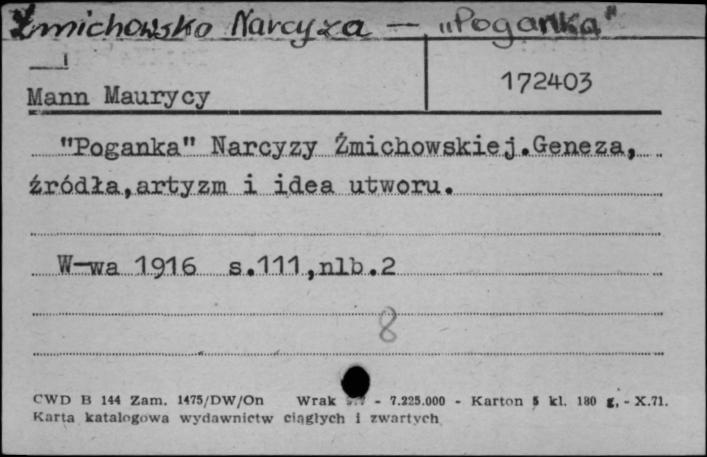 Żmichowska Narcyza — „Poganka"
172403
Mann Maurycy
"Poganka" Narcyzy Źmichowskiej.Geneza,
źródła,artyzm i idea utworu.
W-wa 1916 s.111,nlb.2
8
CWD B 144 Zam. 1475/DW/On Wrak - 7.225.000 - Karton 5 kl. 180 g, - X.71.
Karta katalogowa wydawnictw ciągłych i zwartych